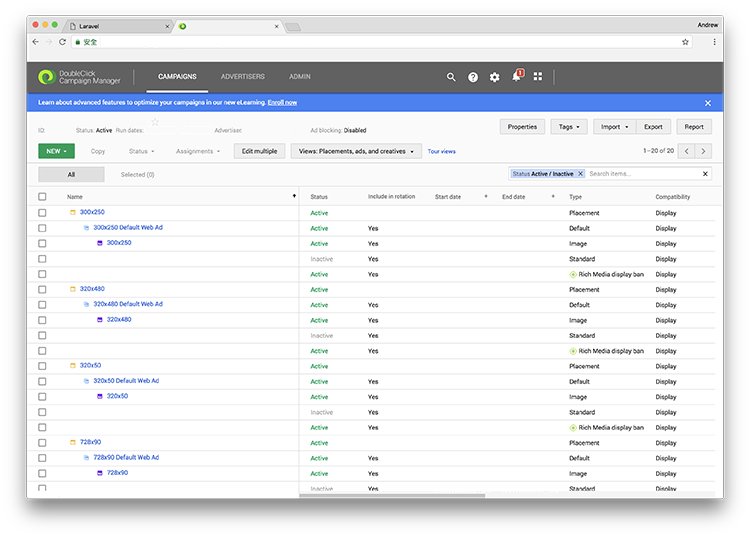 Laravel
Andrew
安全
DoubleClick
Campaign Manager
CAMPAIGNS ADVERTISERS ADMIN
1
Learn about advanced features to optimize your campaigns in our new eLearning. Enroll now
ID: Status: Active Run dates: Advertiser: Ad blocking: Disabled
Properties Tags Import Export Report
NEW Copy Status Assignments Edit multiple Views: Placements, ads, and creatives Tour views 1–20 of 20
All Selected (0) Status Active / Inactive Search items...
Name Status Include in rotation Start date End date Type Compatibility
300x250 Active Placement Display
300x250 Default Web Ad Active Yes Default Display
300x250 Active Yes Image Display
Inactive Yes Standard Display
Active Yes Rich Media display ban Display
320x480 Active Placement Display
320x480 Default Web Ad Active Yes Default Display
320x480 Active Yes Image Display
Inactive Yes Standard Display
Active Yes Rich Media display ban Display
320x50 Active Placement Display
320x50 Default Web Ad Active Yes Default Display
320x50 Active Yes Image Display
Inactive Yes Standard Display
Active Yes Rich Media display ban Display
728x90 Active Placement Display
728x90 Default Web Ad Active Yes Default Display
728x90 Active Yes Image Display
Inactive Yes Standard Display